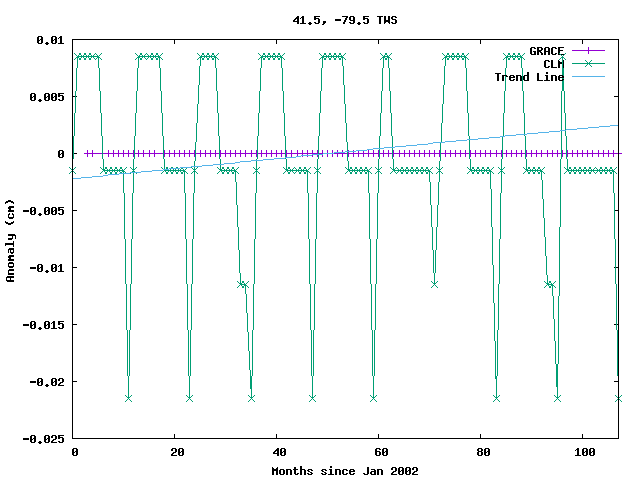 41.5, -79.5 TWS
0.01
0.005
0
-0.005
-0.01
-0.015
-0.02
-0.025
Anomaly (cm)
GRACE
CLM
Trend Line
0 20 40 60 80 100
Months since Jan 2002